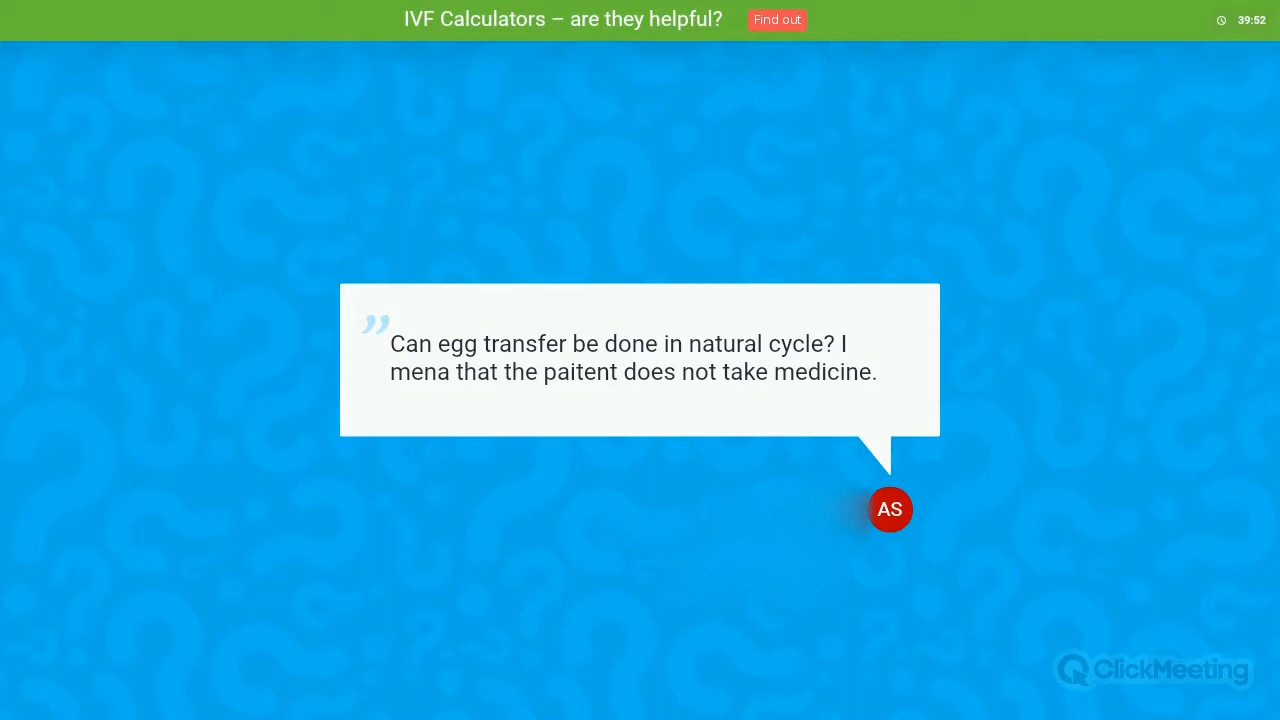 IVF Calculators – are they helpful? Find out 39:52
” Can egg transfer be done in natural cycle? I
mena that the paitent does not take medicine.
AS
ClickMeeting